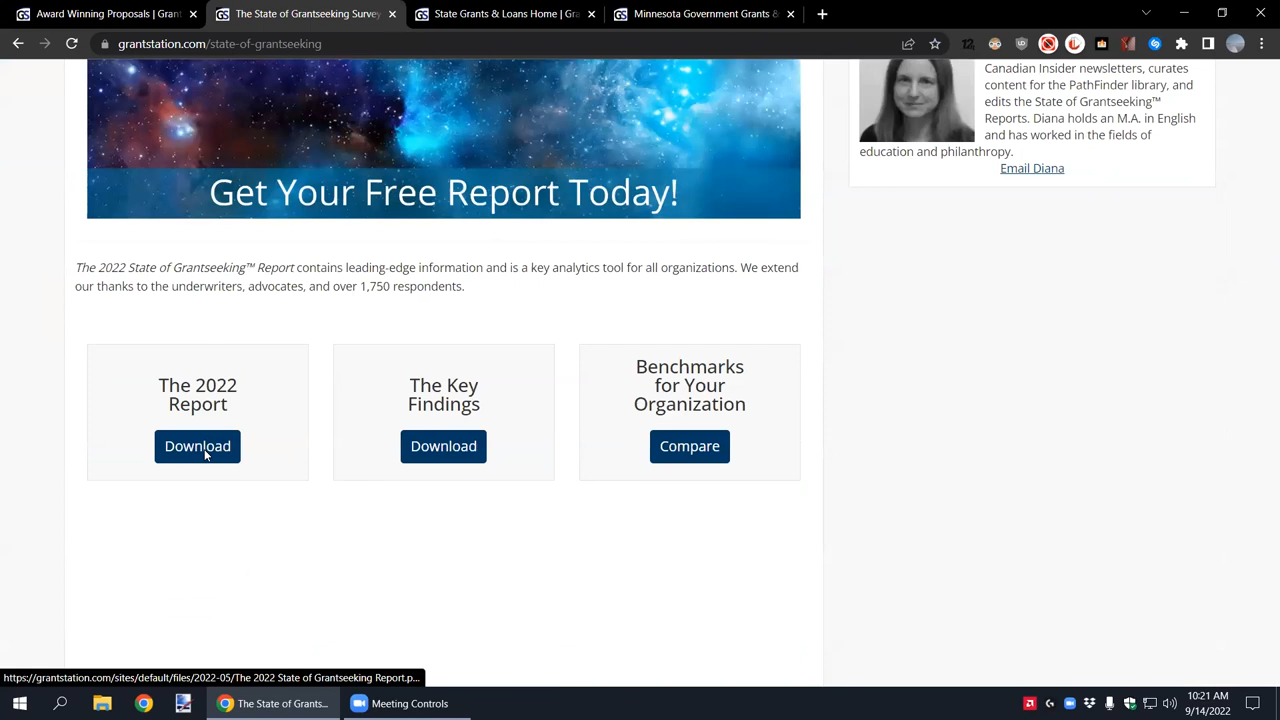 Award Winning Proposals | Grant
The State of Grantseeking Survey
State Grants & Loans Home | Gra
Minnesota Government Grants &
grantstation.com/state-of-grantseeking
Canadian Insider newsletters, curates
content for the PathFinder library, and
edits the State of Grantseeking™
Reports. Diana holds an M.A. in English
and has worked in the fields of
education and philanthropy.
Email Diana
Get Your Free Report Today!
The 2022 State of Grantseeking™ Report contains leading-edge information and is a key analytics tool for all organizations. We extend
our thanks to the underwriters, advocates, and over 1,750 respondents.
The 2022
Report
Download
The Key
Findings
Download
Benchmarks
for Your
Organization
Compare
https://grantstation.com/sites/default/files/2022-05/The 2022 State of Grantseeking Report.p...
The State of Grants...
Meeting Controls
10:21 AM
9/14/2022